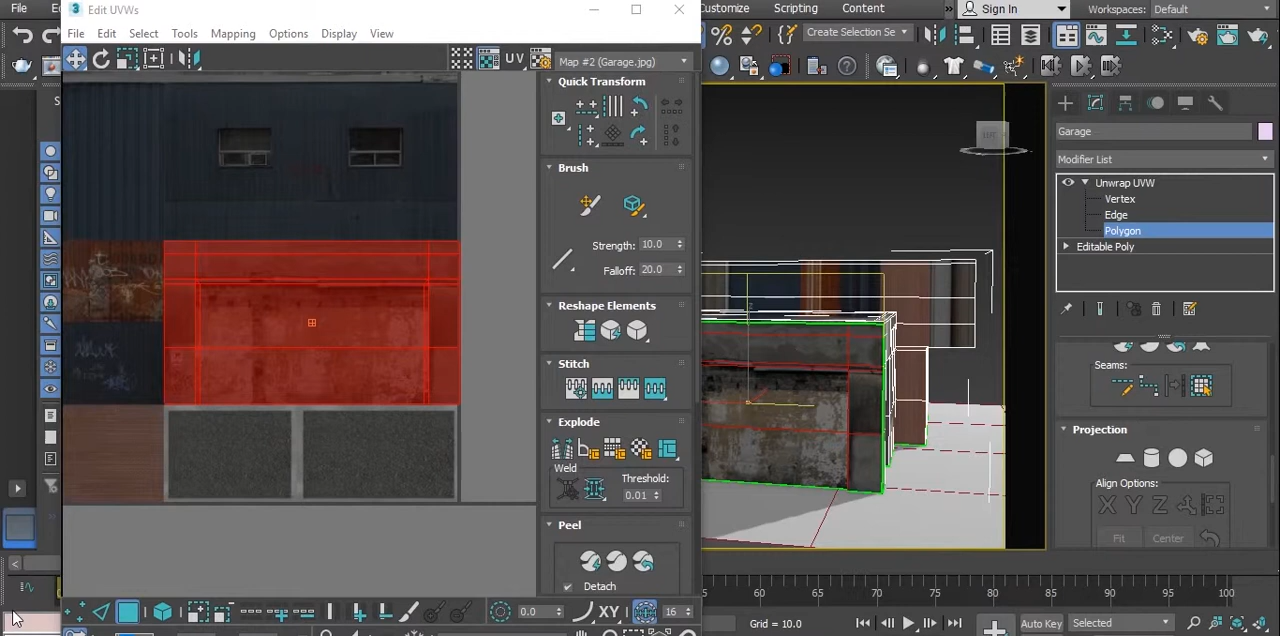 Edit UVWs
File Edit Select Tools Mapping Options Display View
UV
Map #2 (Garage.jpg)
Quick Transform
Brush
Strength: 10.0
Falloff: 20.0
Reshape Elements
Stitch
Explode
Weld
Threshold:
0.01
Peel
Detach
0.0
XY
16
File
Customize Scripting Content
Sign In
Workspaces: Default
Create Selection Se
Garage
Modifier List
Unwrap UVW
Vertex
Edge
Polygon
Editable Poly
Seams:
Projection
Align Options:
X Y Z
Fit Center
60 65 70 75 80 85 90 95 100
Grid = 10.0
Auto Key Selected